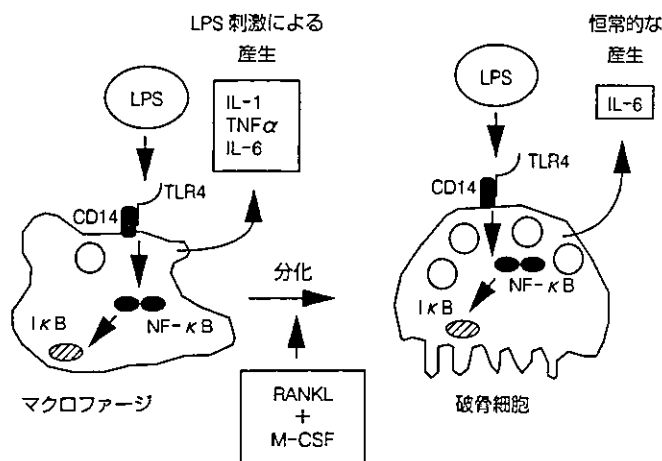 LPS 刺激による
産生
LPS
IL-1
TNFα
IL-6
TLR4
CD14
IκB
NF-κB
マクロファージ
分化
RANKL
+
M-CSF
恒常的な
産生
LPS
IL-6
TLR4
CD14
NF-κB
IκB
破骨細胞